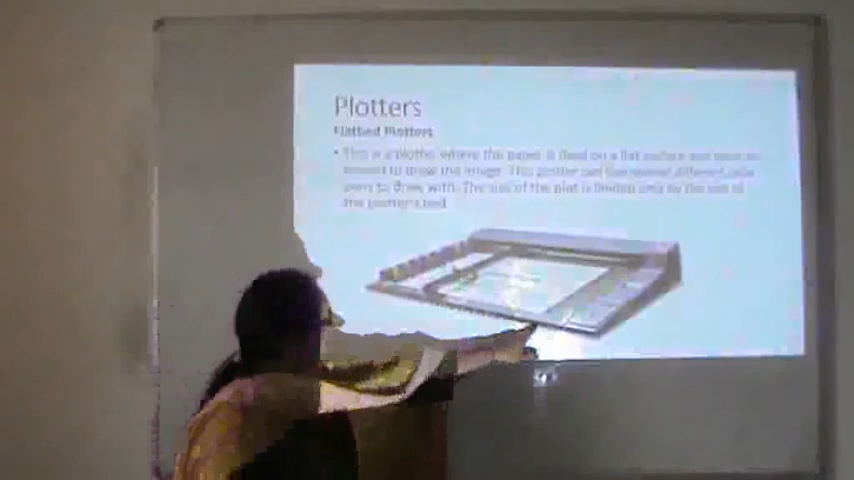 Plotters
Flatbed Plotters
• This is a plotter where the paper is fixed on a flat surface and pens are
moved to draw the image. This plotter can use several different color
pens to draw with. The size of the plot is limited only by the size of
the plotter's bed.